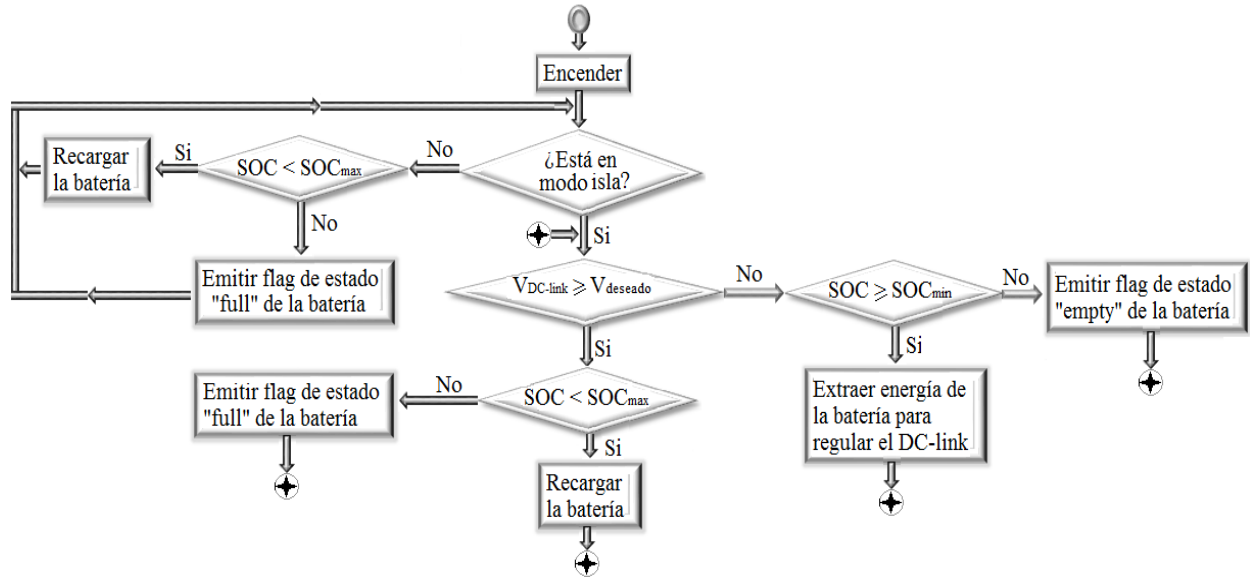 Encender
¿Está en
modo isla?
No
SOC < SOCmax
Si
Recargar
la batería
No
Emitir flag de estado
"full" de la batería
Si
VDC-link ⩾ Vdeseado
No
SOC ⩾ SOCmin
No
Emitir flag de estado
"empty" de la batería
Si
Extraer energía de
la batería para
regular el DC-link
Si
SOC < SOCmax
No
Emitir flag de estado
"full" de la batería
Si
Recargar
la batería